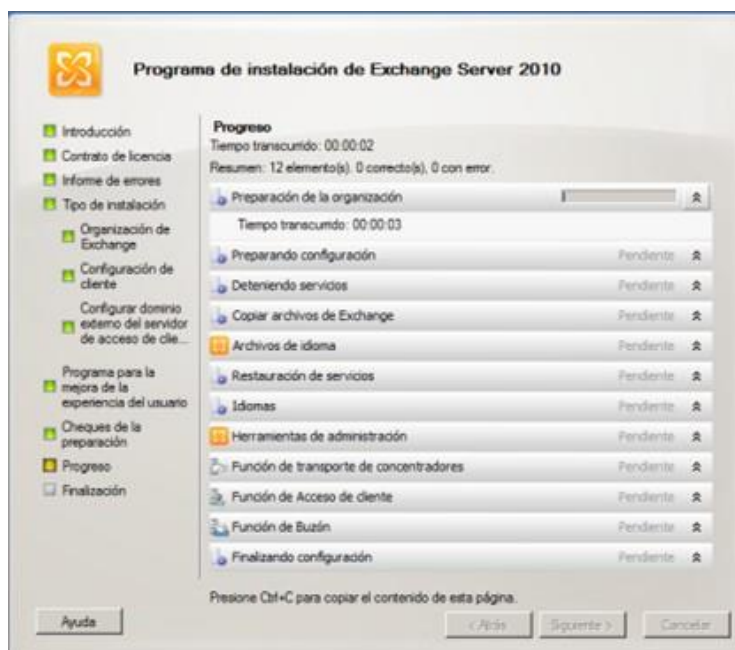 Programa de instalación de Exchange Server 2010
Introducción
Contrato de licencia
Informe de errores
Tipo de instalación
Organización de
Exchange
Configuración de
cliente
Configurar dominio
externo del servidor
de acceso de clie...
Programa para la
mejora de la
experiencia del usuario
Cheques de la
preparación
Progreso
Finalización
Progreso
Tiempo transcurrido: 00:00:02
Resumen: 12 elemento(s). 0 correcto(s), 0 con error.
Preparación de la organización
Tiempo transcurrido: 00:00:03
Preparando configuración Pendiente
Deteniendo servicios Pendiente
Copiar archivos de Exchange Pendiente
Archivos de idioma Pendiente
Restauración de servicios Pendiente
Idiomas Pendiente
Herramientas de administración Pendiente
Función de transporte de concentradores Pendiente
Función de Acceso de cliente Pendiente
Función de Buzón Pendiente
Finalizando configuración Pendiente
Presione Ctrl+C para copiar el contenido de esta página.
Ayuda
< Atrás
Siguiente >
Cancelar